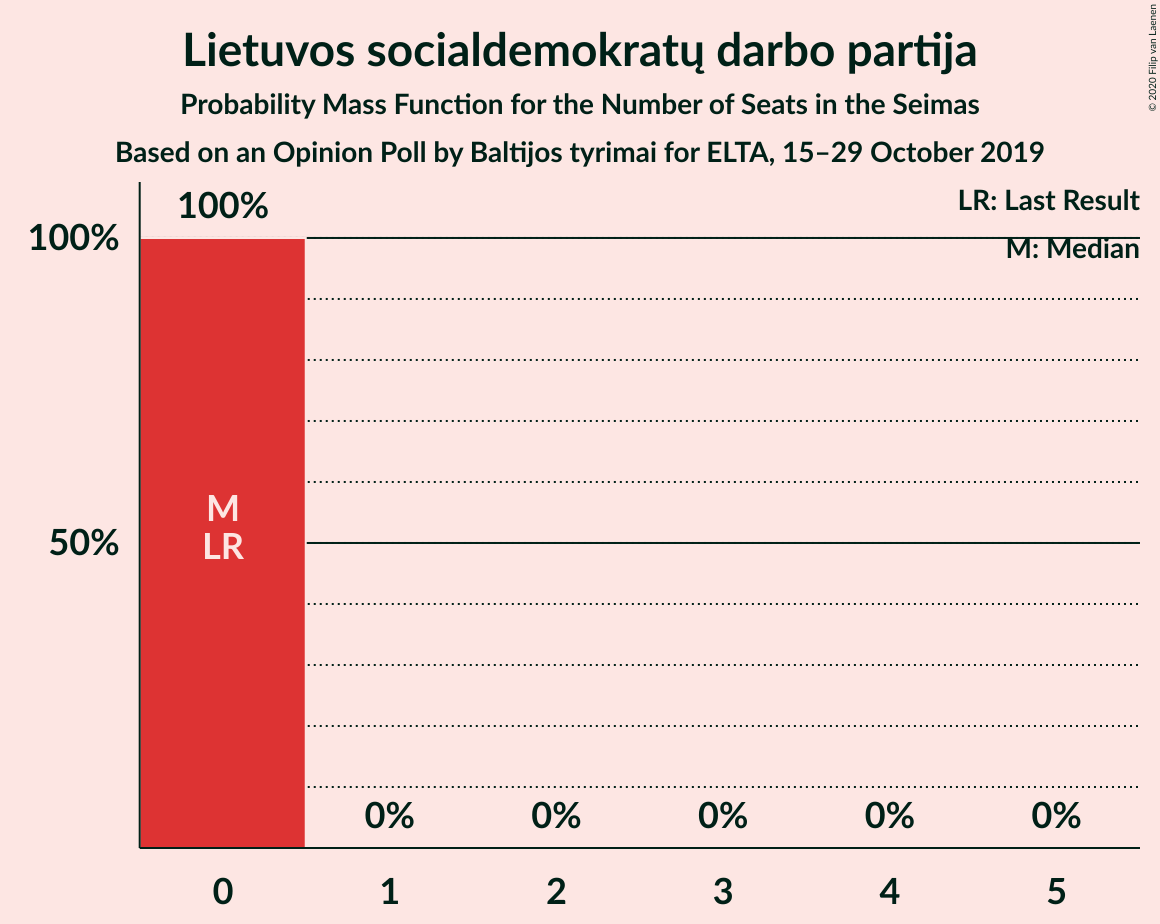 Lietuvos socialdemokratų darbo partija
Probability Mass Function for the Number of Seats in the Seimas
Based on an Opinion Poll by Baltijos tyrimai for ELTA, 15–29 October 2019
© 2020 Filip van Laenen
LR: Last Result
M: Median
100%
100%
50%
M
LR
0% 0% 0% 0% 0%
0 1 2 3 4 5